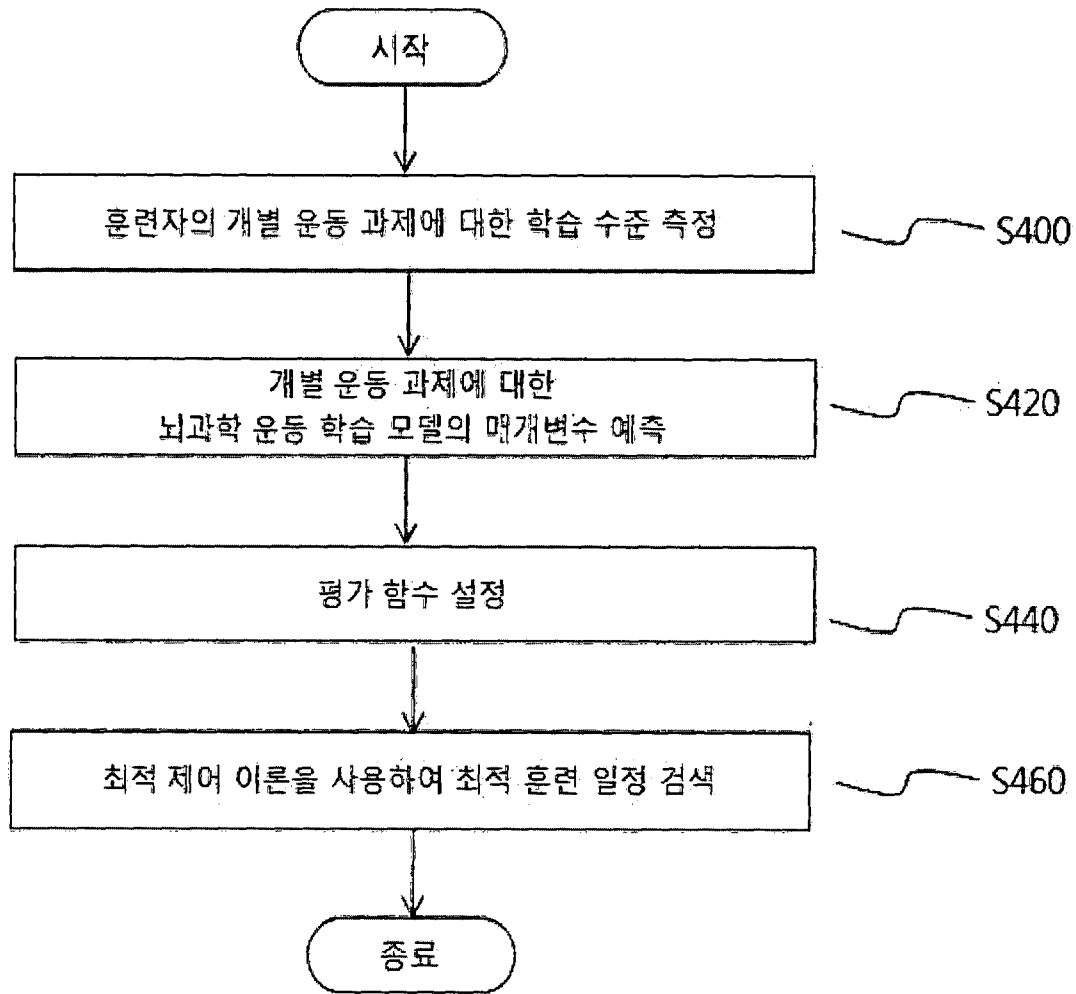 시작
훈련자의 개별 운동 과제에 대한 학습 수준 측정
S400
개별 운동 과제에 대한
뇌과학 운동 학습 모델의 매개변수 예측
S420
평가 함수 설정
S440
최적 제어 이론을 사용하여 최적 훈련 일정 검색
S460
종료